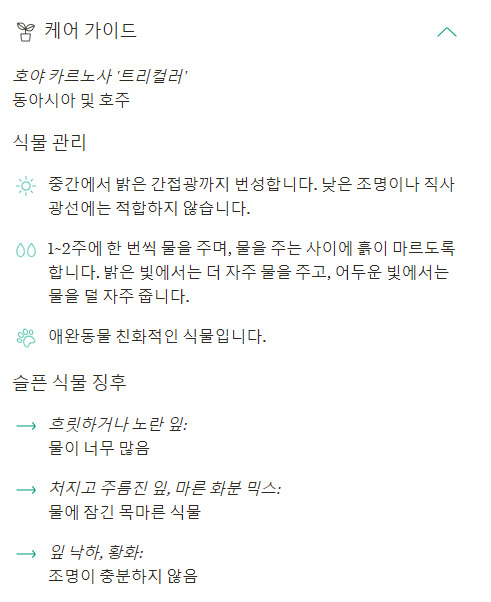 케어 가이드
호야 카르노사 '트리컬러'
동아시아 및 호주
식물 관리
중간에서 밝은 간접광까지 번성합니다. 낮은 조명이나 직사
광선에는 적합하지 않습니다.
1~2주에 한 번씩 물을 주며, 물을 주는 사이에 흙이 마르도록
합니다. 밝은 빛에서는 더 자주 물을 주고, 어두운 빛에서는
물을 덜 자주 줍니다.
애완동물 친화적인 식물입니다.
슬픈 식물 징후
흐릿하거나 노란 잎:
물이 너무 많음
처지고 주름진 잎, 마른 화분 믹스:
물에 잠긴 목마른 식물
잎 낙하, 황화:
조명이 충분하지 않음